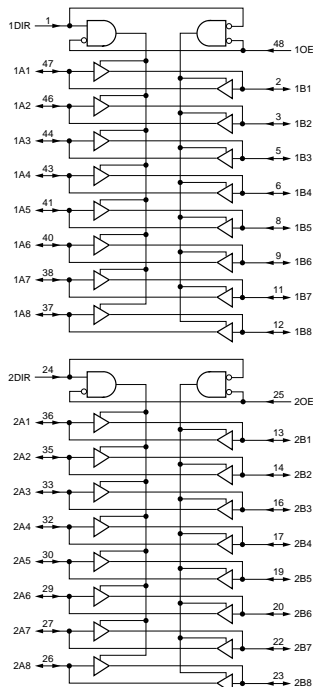 1DIR 1
48 1OE
1A1 47
2 1B1
1A2 46
3 1B2
1A3 44
5 1B3
1A4 43
6 1B4
1A5 41
8 1B5
1A6 40
9 1B6
1A7 38
11 1B7
1A8 37
12 1B8
2DIR 24
25 2OE
2A1 36
13 2B1
2A2 35
14 2B2
2A3 33
16 2B3
2A4 32
17 2B4
2A5 30
19 2B5
2A6 29
20 2B6
2A7 27
22 2B7
2A8 26
23 2B8